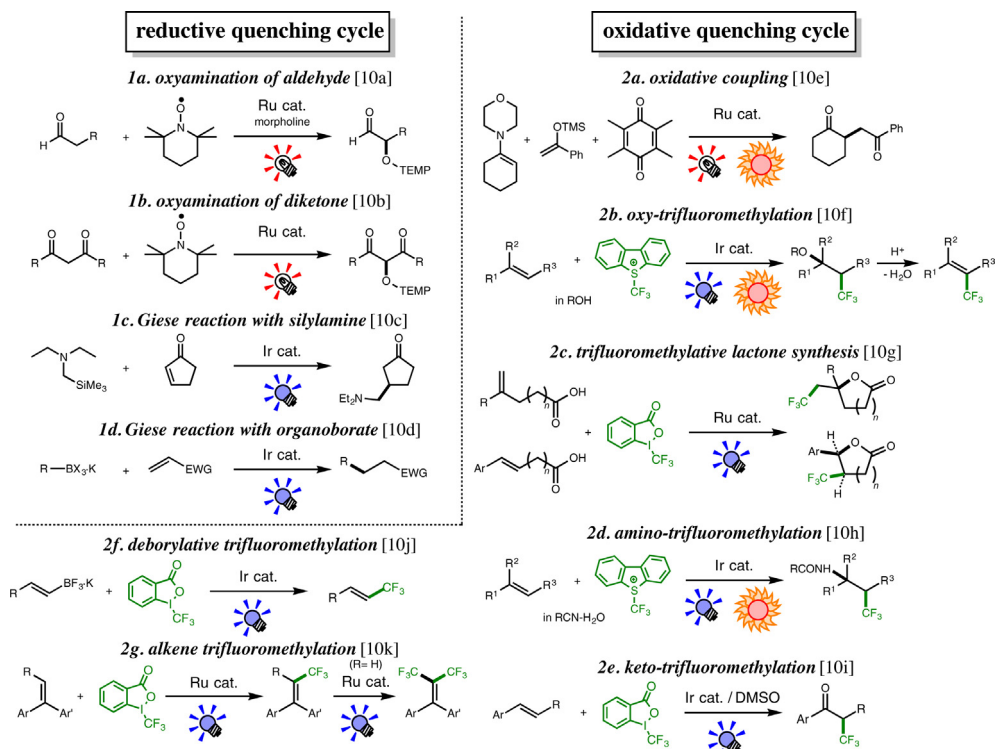 reductive quenching cycle
1a. oxyamination of aldehyde [10a]
O
H
R
+
O
N
Ru cat.
morpholine
O
H
R
O
TEMP
1b. oxyamination of diketone [10b]
O
O
R
R
+
O
N
Ru cat.
O
O
R
R
O
TEMP
1c. Giese reaction with silylamine [10c]
N
SiMe3
+
O
Ir cat.
O
Et2N
1d. Giese reaction with organoborate [10d]
R
BX3·K
+
EWG
Ir cat.
R
EWG
2f. deborylative trifluoromethylation [10j]
R
BF3·K
+
O
O
I
CF3
Ir cat.
R
CF3
2g. alkene trifluoromethylation [10k]
R
Ar
Ar'
+
O
O
I
CF3
Ru cat.
R
CF3
Ar
Ar'
(R= H)
Ru cat.
F3C
CF3
Ar
Ar'
oxidative quenching cycle
2a. oxidative coupling [10e]
O
N
+
OTMS
Ph
+
O
O
Ru cat.
O
Ph
O
2b. oxy-trifluoromethylation [10f]
R2
R1
R3
+
S
CF3
in ROH
Ir cat.
RO
R2
R1
R3
CF3
H+
- H2O
R2
R1
R3
CF3
2c. trifluoromethylative lactone synthesis [10g]
R
n
OH
O
Ar
n
OH
O
+
O
O
I
CF3
Ru cat.
R
O
O
F3C
n
H
Ar
O
O
F3C
n
H
2d. amino-trifluoromethylation [10h]
R2
R1
R3
+
S
CF3
in RCN-H2O
Ir cat.
RCONH
R2
R1
R3
CF3
2e. keto-trifluoromethylation [10i]
Ar
R
+
O
O
I
CF3
Ir cat. / DMSO
O
Ar
R
CF3